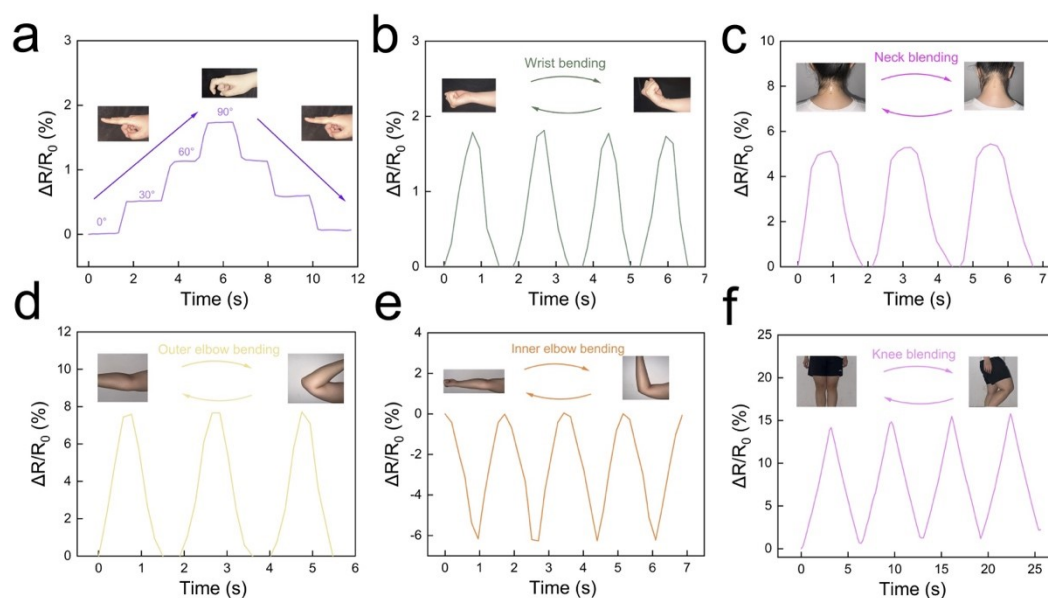 a
3
2
1
0
ΔR/R0 (%)
0°
30°
60°
90°
0 2 4 6 8 10 12
Time (s)
b
Wrist bending
3
2
1
0
ΔR/R0 (%)
0 1 2 3 4 5 6 7
Time (s)
c
Neck blending
10
8
6
4
2
0
ΔR/R0 (%)
0 1 2 3 4 5 6 7
Time (s)
d
Outer elbow bending
12
10
8
6
4
2
0
ΔR/R0 (%)
0 1 2 3 4 5 6
Time (s)
e
Inner elbow bending
4
2
0
-2
-4
-6
ΔR/R0 (%)
0 1 2 3 4 5 6 7
Time (s)
f
Knee blending
25
20
15
10
5
0
ΔR/R0 (%)
0 5 10 15 20 25
Time (s)